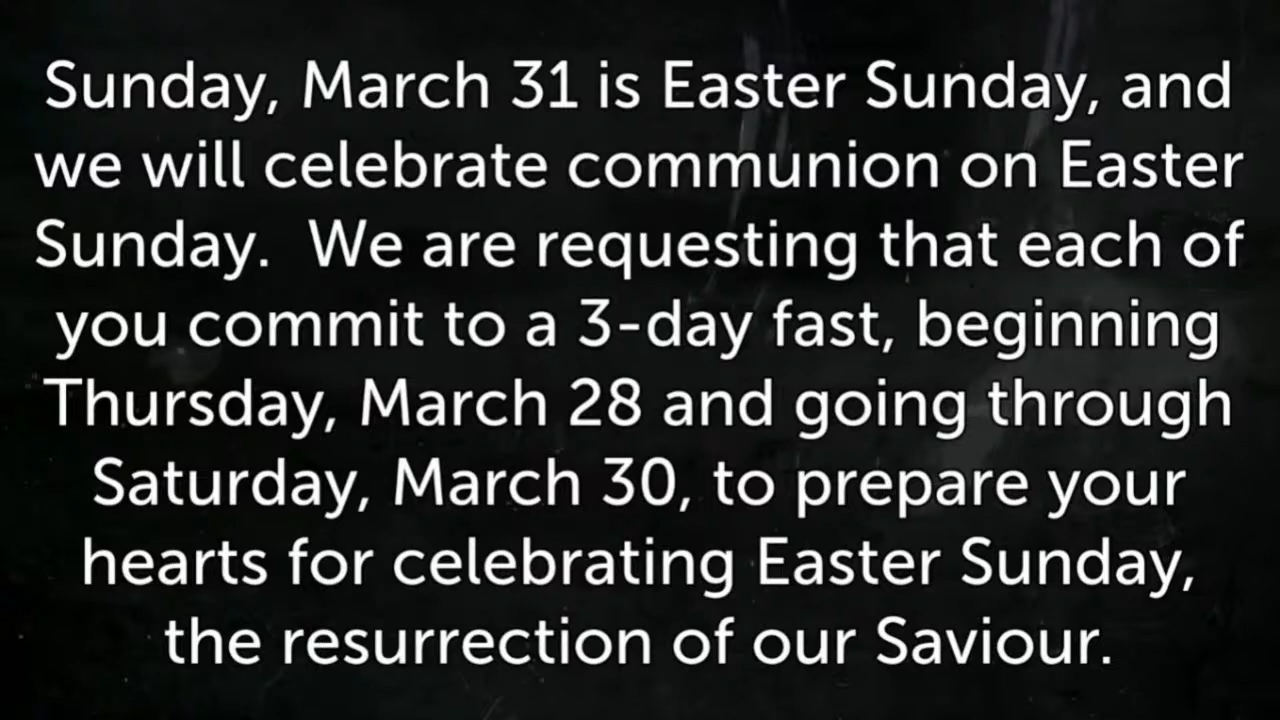 Sunday, March 31 is Easter Sunday, and
we will celebrate communion on Easter
Sunday.  We are requesting that each of
you commit to a 3-day fast, beginning
Thursday, March 28 and going through
Saturday, March 30, to prepare your
hearts for celebrating Easter Sunday,
the resurrection of our Saviour.